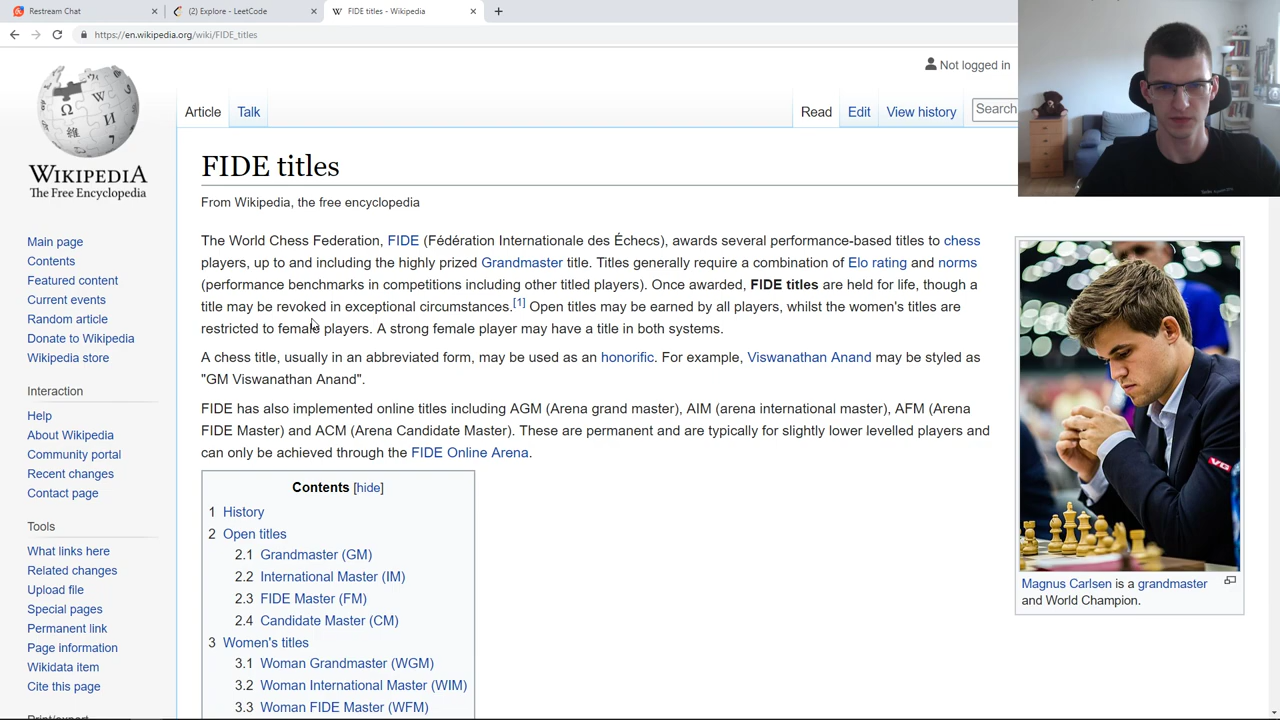 Restream Chat
(2) Explore - LeetCode
FIDE titles - Wikipedia
https://en.wikipedia.org/wiki/FIDE_titles
Not logged in
WIKIPEDIA
The Free Encyclopedia
Article
Talk
Read
Edit
View history
Search
FIDE titles
From Wikipedia, the free encyclopedia
The World Chess Federation, FIDE (Fédération Internationale des Échecs), awards several performance-based titles to chess
players, up to and including the highly prized Grandmaster title. Titles generally require a combination of Elo rating and norms
(performance benchmarks in competitions including other titled players). Once awarded, FIDE titles are held for life, though a
title may be revoked in exceptional circumstances.[1] Open titles may be earned by all players, whilst the women's titles are
restricted to female players. A strong female player may have a title in both systems.
A chess title, usually in an abbreviated form, may be used as an honorific. For example, Viswanathan Anand may be styled as
"GM Viswanathan Anand".
FIDE has also implemented online titles including AGM (Arena grand master), AIM (arena international master), AFM (Arena
FIDE Master) and ACM (Arena Candidate Master). These are permanent and are typically for slightly lower levelled players and
can only be achieved through the FIDE Online Arena.
Contents [hide]
1 History
2 Open titles
2.1 Grandmaster (GM)
2.2 International Master (IM)
2.3 FIDE Master (FM)
2.4 Candidate Master (CM)
3 Women's titles
3.1 Woman Grandmaster (WGM)
3.2 Woman International Master (WIM)
3.3 Woman FIDE Master (WFM)
VG
Magnus Carlsen is a grandmaster
and World Champion.
Main page
Contents
Featured content
Current events
Random article
Donate to Wikipedia
Wikipedia store
Interaction
Help
About Wikipedia
Community portal
Recent changes
Contact page
Tools
What links here
Related changes
Upload file
Special pages
Permanent link
Page information
Wikidata item
Cite this page
Print/export